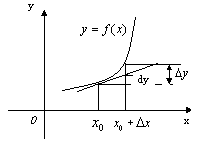 y
y = f(x)
dy
Δy
0
x₀
x₀ + Δx
x